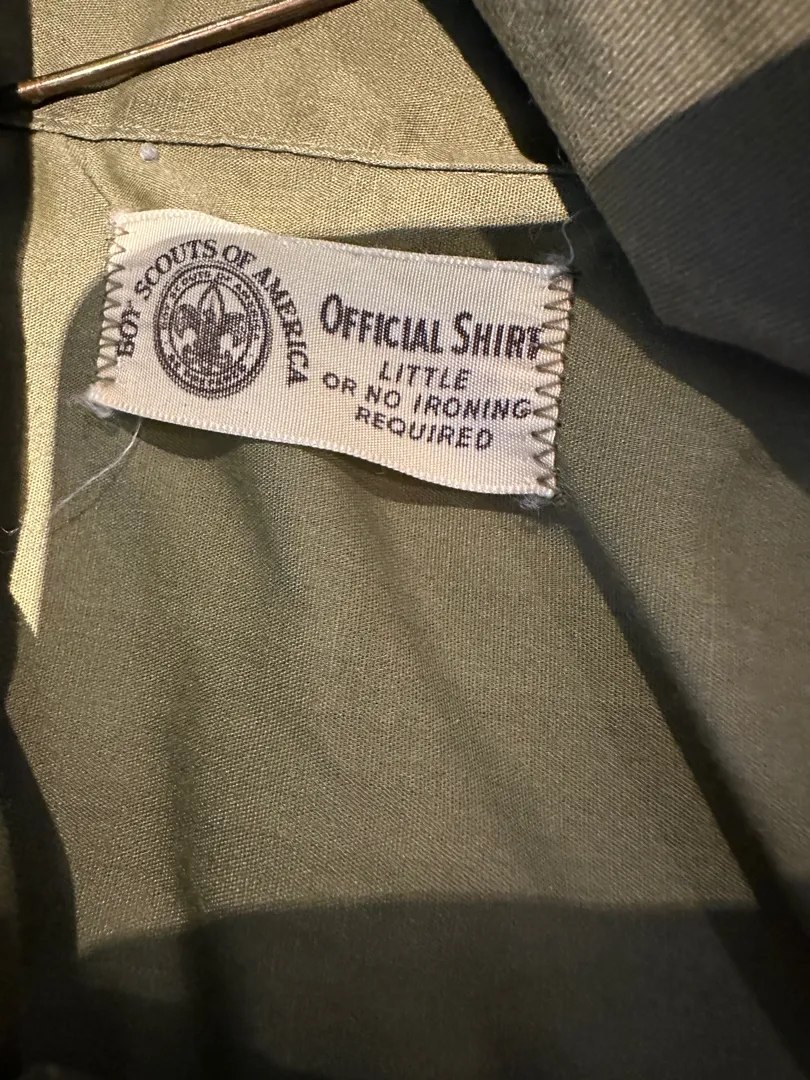 BOY SCOUTS OF AMERICA
OFFICIAL SHIRT
LITTLE
OR NO IRONING
REQUIRED